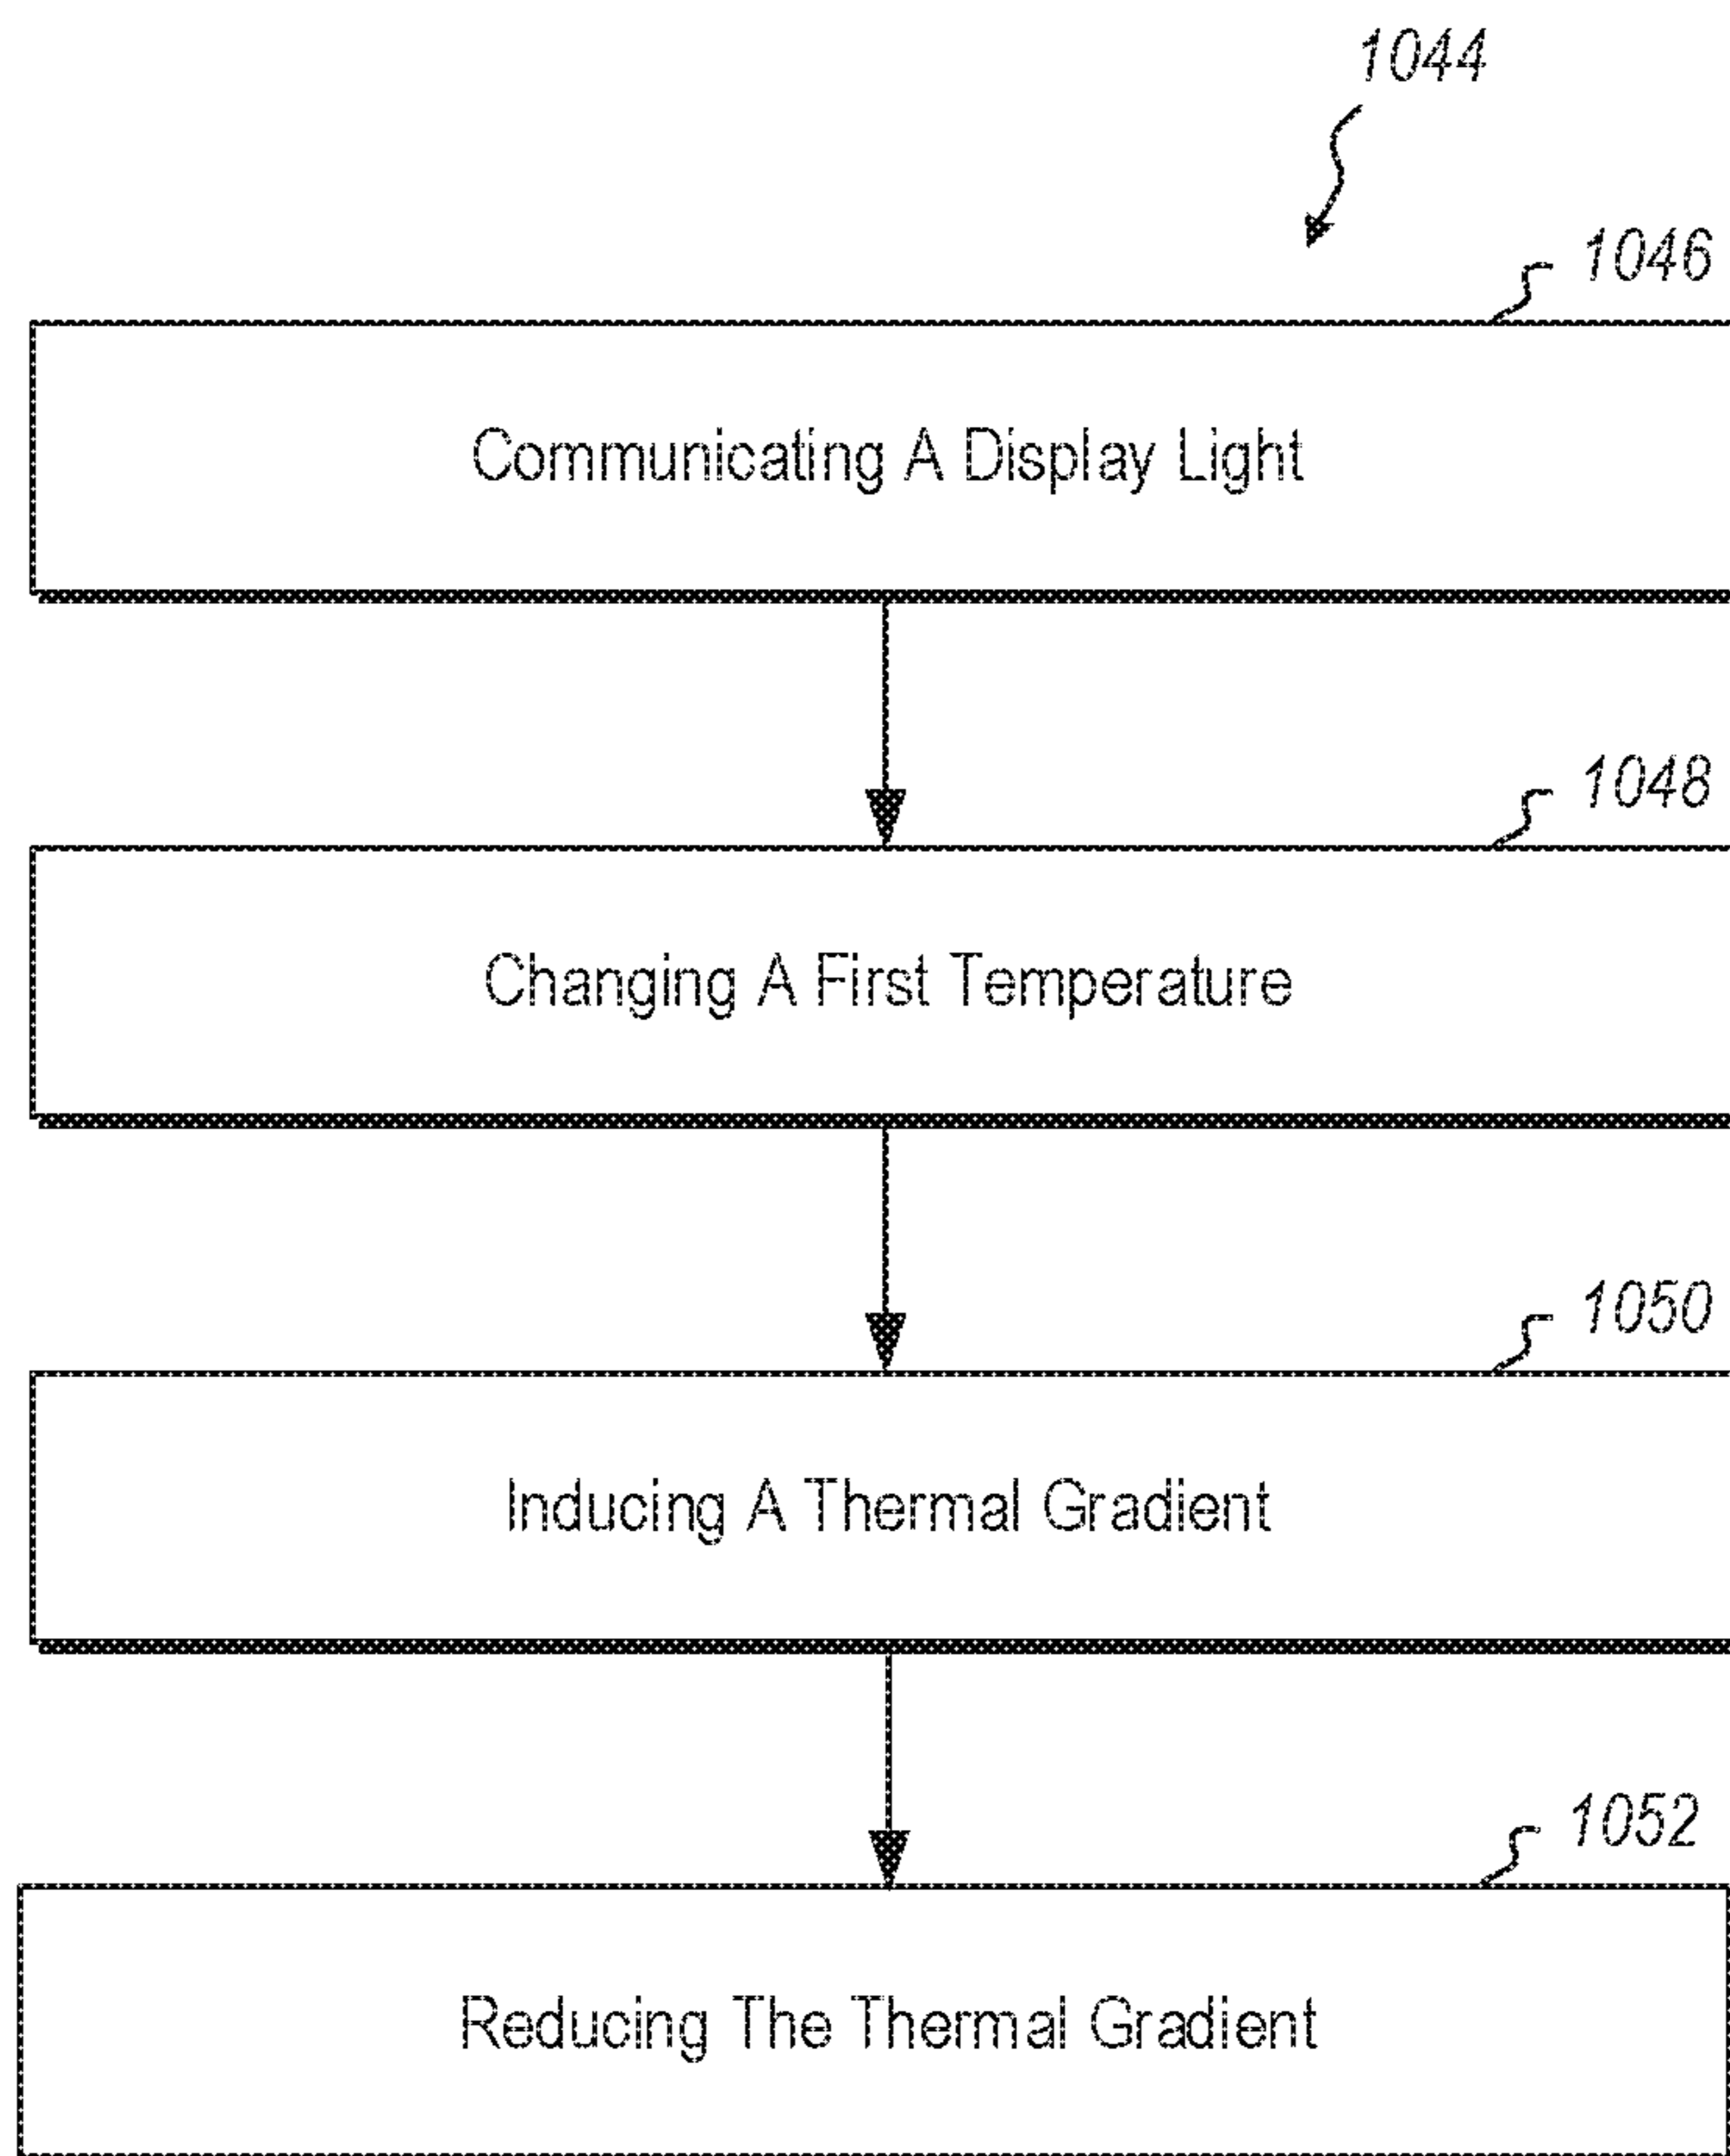 1044
1046
Communicating A Display Light
1048
Changing A First Temperature
1050
Inducing A Thermal Gradient
1052
Reducing The Thermal Gradient